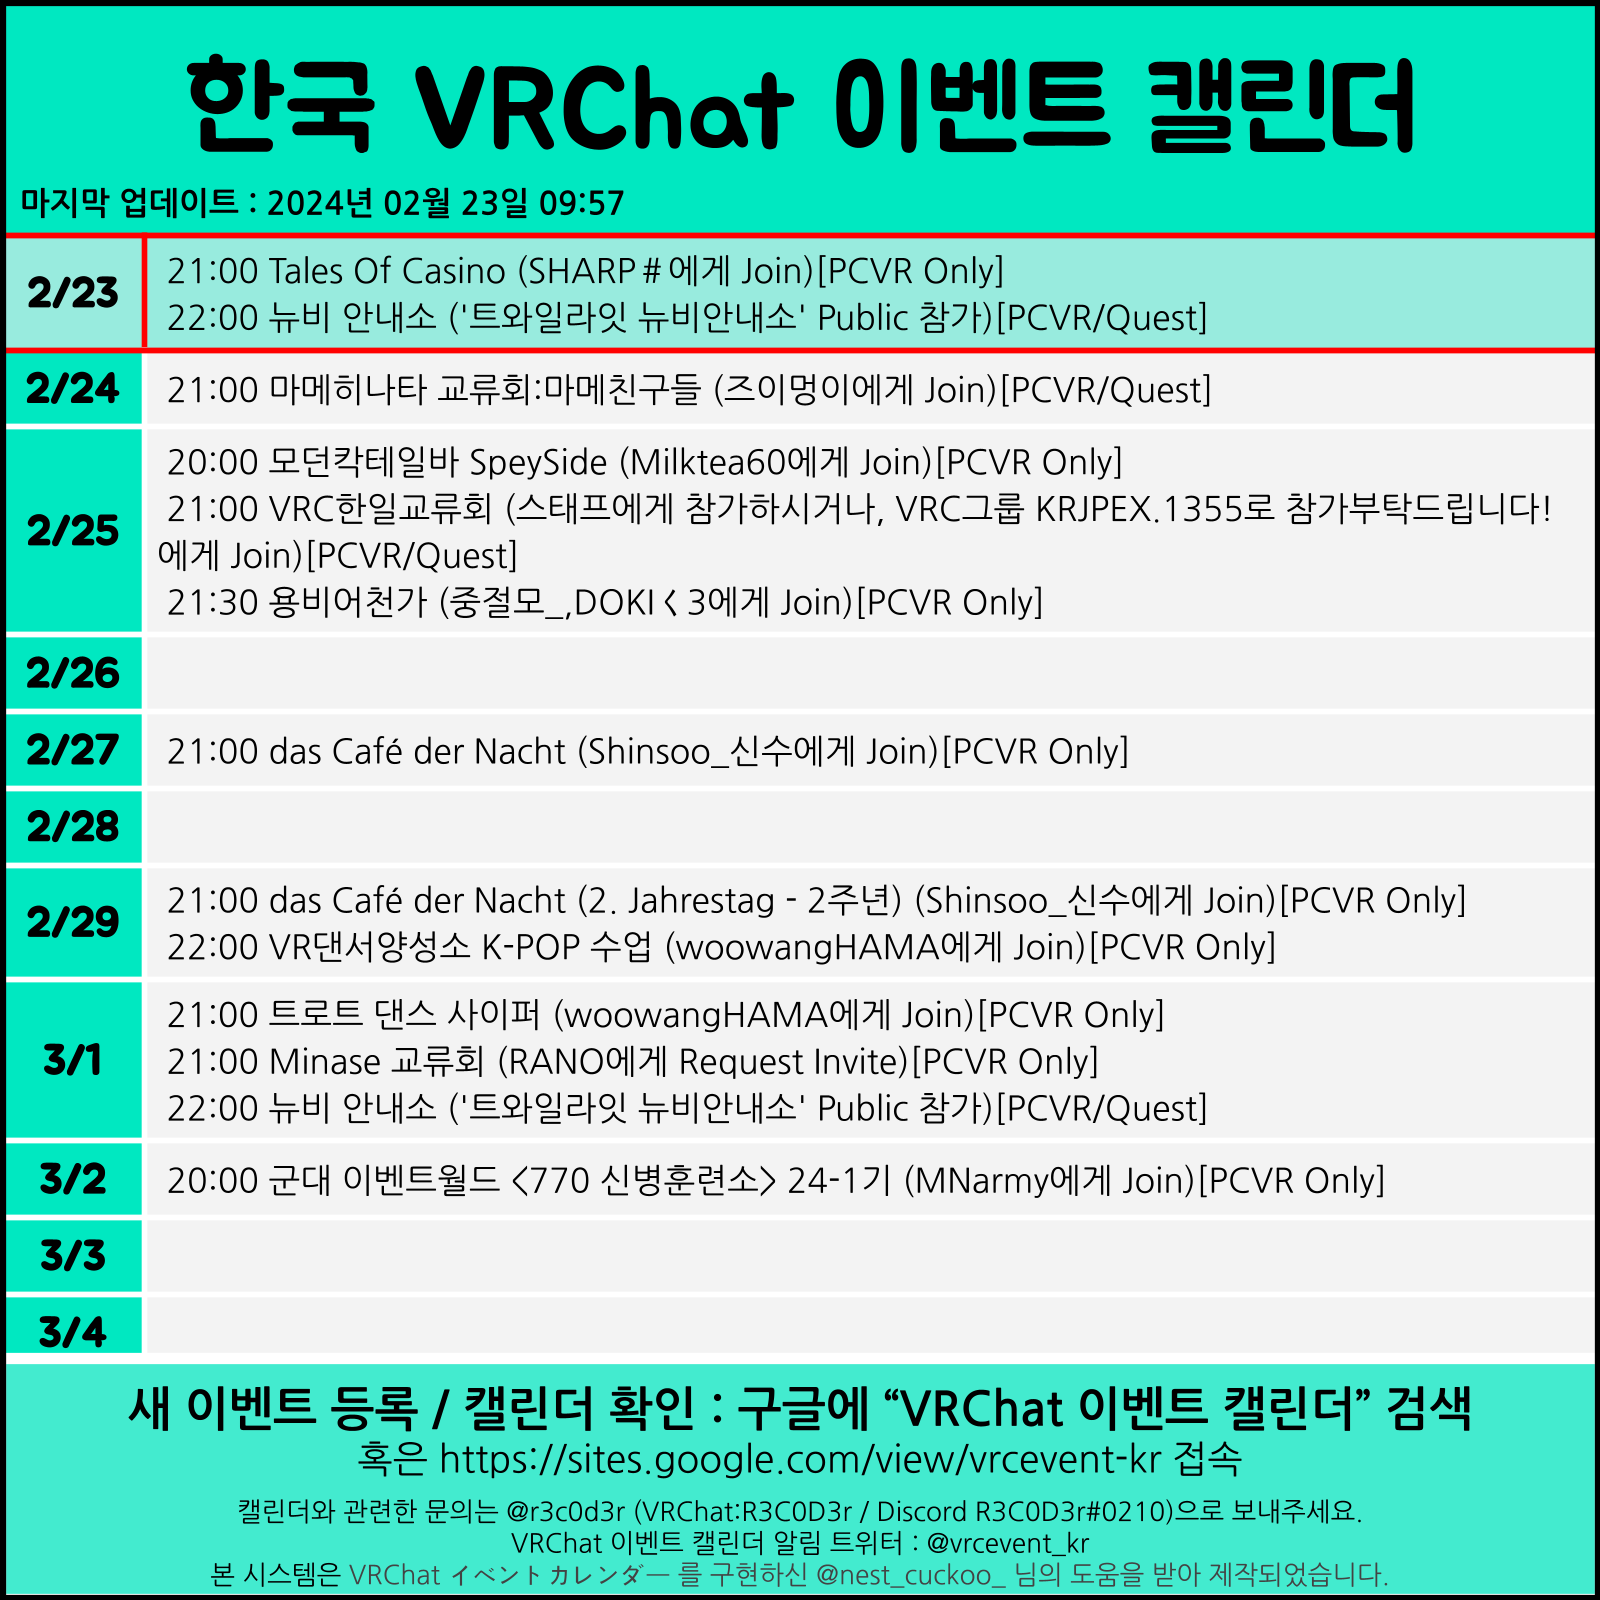 한국 VRChat 이벤트 캘린더
마지막 업데이트 : 2024년 02월 23일 09:57
2/23
21:00 Tales Of Casino (SHARP＃에게 Join)[PCVR Only]
22:00 뉴비 안내소 ('트와일라잇 뉴비안내소' Public 참가)[PCVR/Quest]
2/24
21:00 마메히나타 교류회:마메친구들 (즈이멍이에게 Join)[PCVR/Quest]
2/25
20:00 모던칵테일바 SpeySide (Milktea60에게 Join)[PCVR Only]
21:00 VRC한일교류회 (스태프에게 참가하시거나, VRC그룹 KRJPEX.1355로 참가부탁드립니다!
에게 Join)[PCVR/Quest]
21:30 용비어천가 (중절모_,DOKI＜3에게 Join)[PCVR Only]
2/26
2/27
21:00 das Café der Nacht (Shinsoo_신수에게 Join)[PCVR Only]
2/28
2/29
21:00 das Café der Nacht (2. Jahrestag - 2주년) (Shinsoo_신수에게 Join)[PCVR Only]
22:00 VR댄서양성소 K-POP 수업 (woowangHAMA에게 Join)[PCVR Only]
3/1
21:00 트로트 댄스 사이퍼 (woowangHAMA에게 Join)[PCVR Only]
21:00 Minase 교류회 (RANO에게 Request Invite)[PCVR Only]
22:00 뉴비 안내소 ('트와일라잇 뉴비안내소' Public 참가)[PCVR/Quest]
3/2
20:00 군대 이벤트월드 <770 신병훈련소> 24-1기 (MNarmy에게 Join)[PCVR Only]
3/3
3/4
새 이벤트 등록 / 캘린더 확인 : 구글에 “VRChat 이벤트 캘린더” 검색
혹은 https://sites.google.com/view/vrcevent-kr 접속
캘린더와 관련한 문의는 @r3c0d3r (VRChat:R3C0D3r / Discord R3C0D3r#0210)으로 보내주세요.
VRChat 이벤트 캘린더 알림 트위터 : @vrcevent_kr
본 시스템은 VRChat イベントカレンダー 를 구현하신 @nest_cuckoo_ 님의 도움을 받아 제작되었습니다.